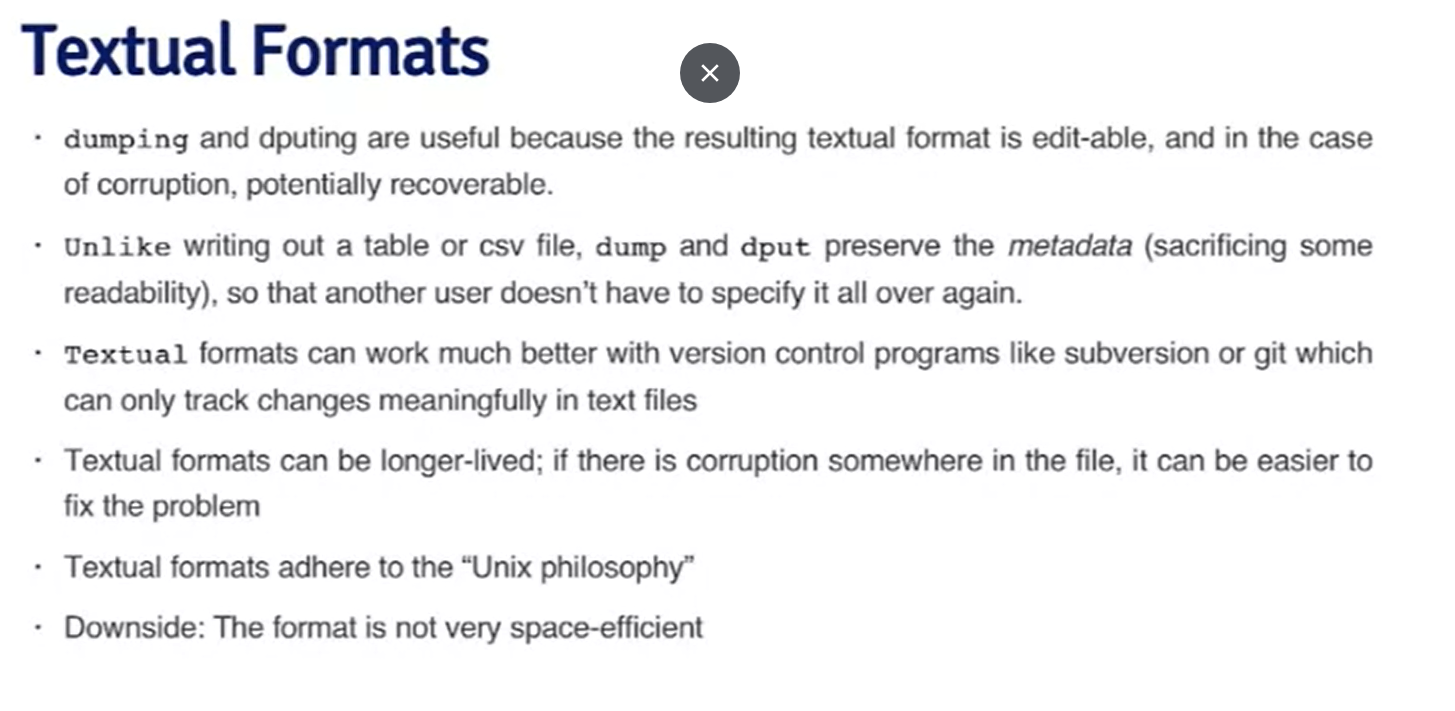 Textual Formats
· dumping and dputing are useful because the resulting textual format is edit-able, and in the case
of corruption, potentially recoverable.
· Unlike writing out a table or csv file, dump and dput preserve the metadata (sacrificing some
readability), so that another user doesn't have to specify it all over again.
· Textual formats can work much better with version control programs like subversion or git which
can only track changes meaningfully in text files
· Textual formats can be longer-lived; if there is corruption somewhere in the file, it can be easier to
fix the problem
· Textual formats adhere to the “Unix philosophy”
· Downside: The format is not very space-efficient